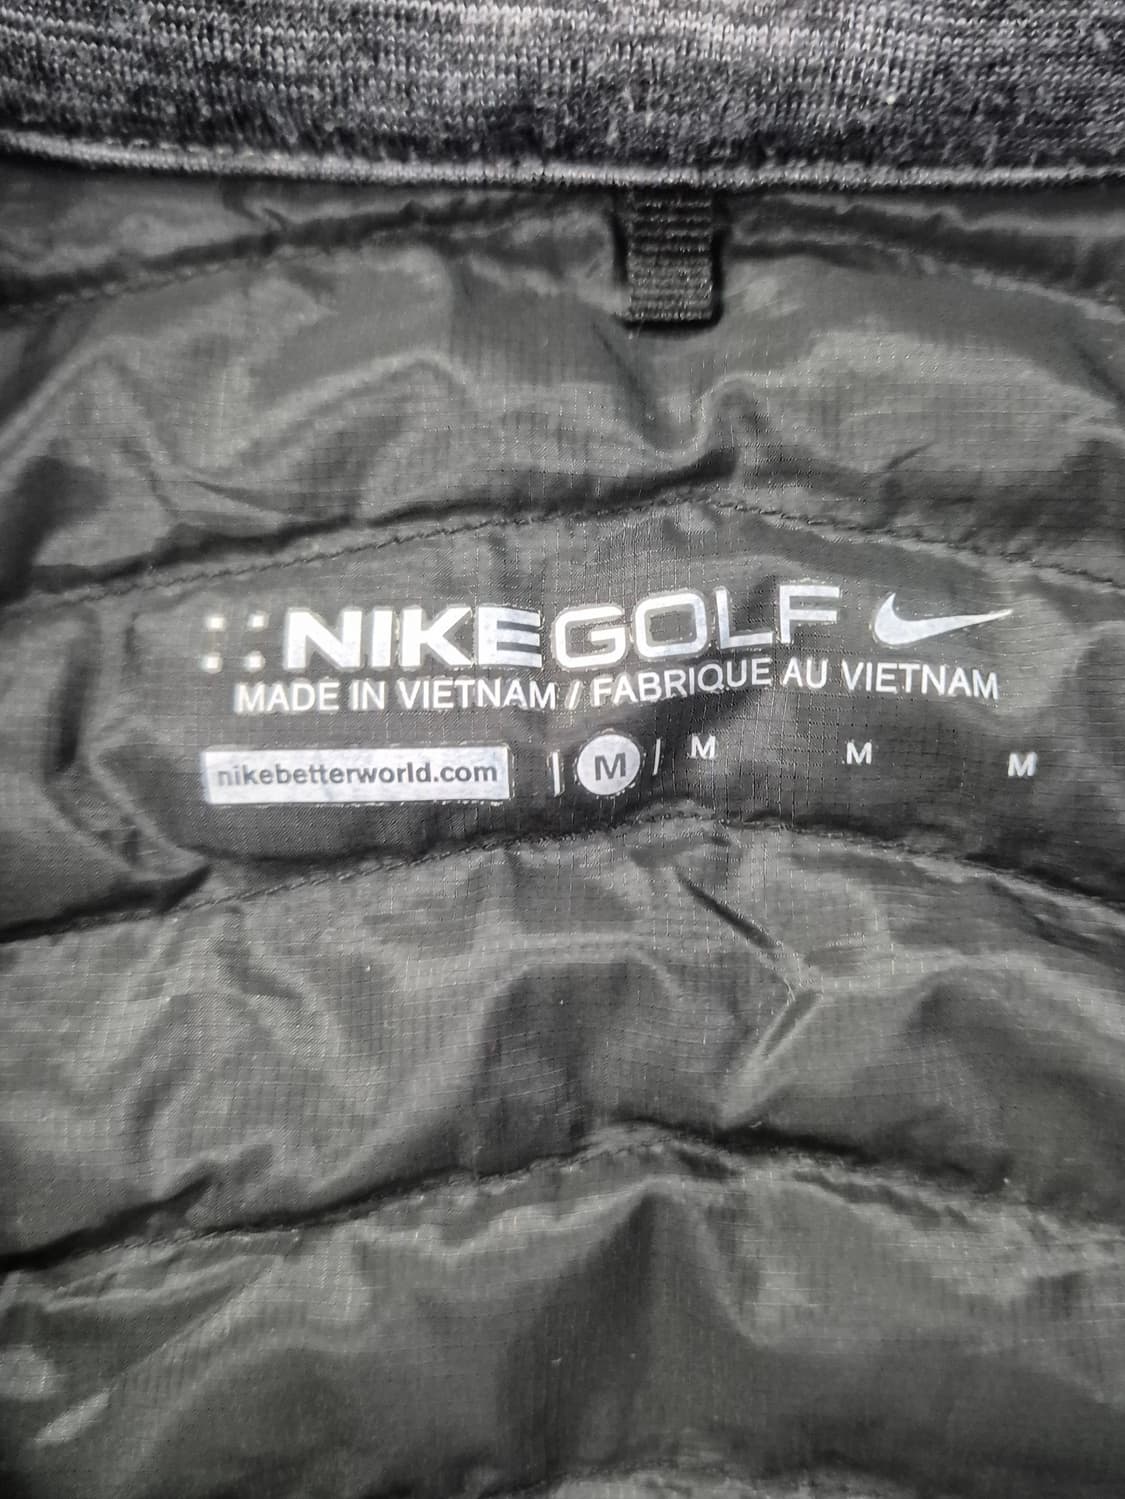 NIKEGOLF
MADE IN VIETNAM / FABRIQUE AU VIETNAM
nikebetterworld.com | M / M M M